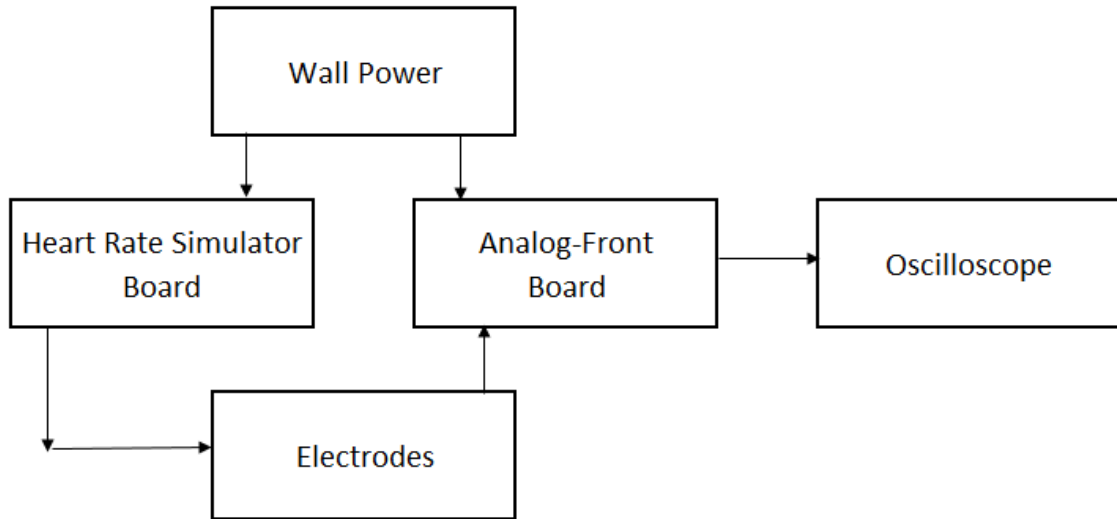 Wall Power
Heart Rate Simulator
Board
Analog-Front
Board
Oscilloscope
Electrodes